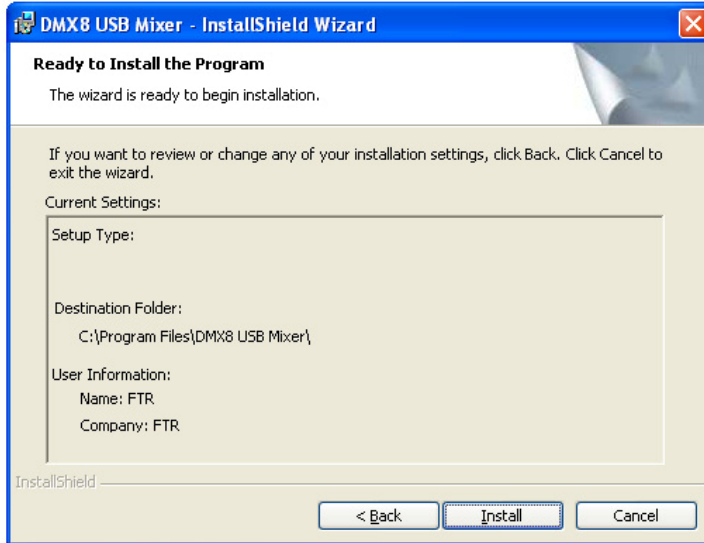 DMX8 USB Mixer - InstallShield Wizard
Ready to Install the Program
The wizard is ready to begin installation.
If you want to review or change any of your installation settings, click Back. Click Cancel to
exit the wizard.
Current Settings:
Setup Type:
Destination Folder:
C:\Program Files\DMX8 USB Mixer\
User Information:
Name: FTR
Company: FTR
InstallShield
< Back
Install
Cancel